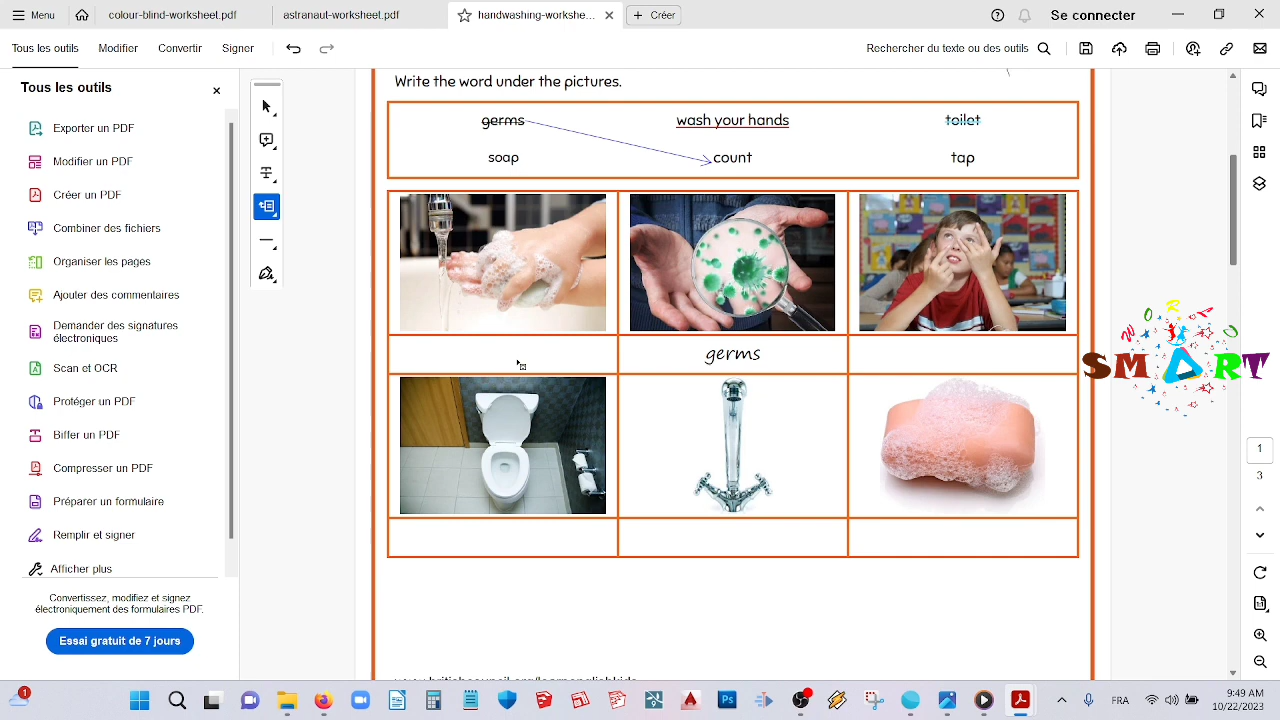 Menu
colour-blind-worksheet.pdf
astranaul-worksheet.pdf
handwashing-workshe...
Créer
Se connecter
Tous les outils
Modifier
Convertir
Signer
Rechercher du texte ou des outils
Tous les outils
Exporter un PDF
Modifier un PDF
Créer un PDF
Combiner des fichiers
Organiser les pages
Ajouter des commentaires
Demander des signatures
électroniques
Scan et OCR
Protéger un PDF
Biffer un PDF
Compresser un PDF
Préparer un formulaire
Remplir et signer
Afficher plus
Convertissez, modifiez et signez
électroniquement des formulaires PDF.
Essai gratuit de 7 jours
Write the word under the pictures.
germs wash your hands toilet
soap count tap
germs
WORLD
SMART
1
3
1
Ps
FRA
9:49 AM
10/22/2023